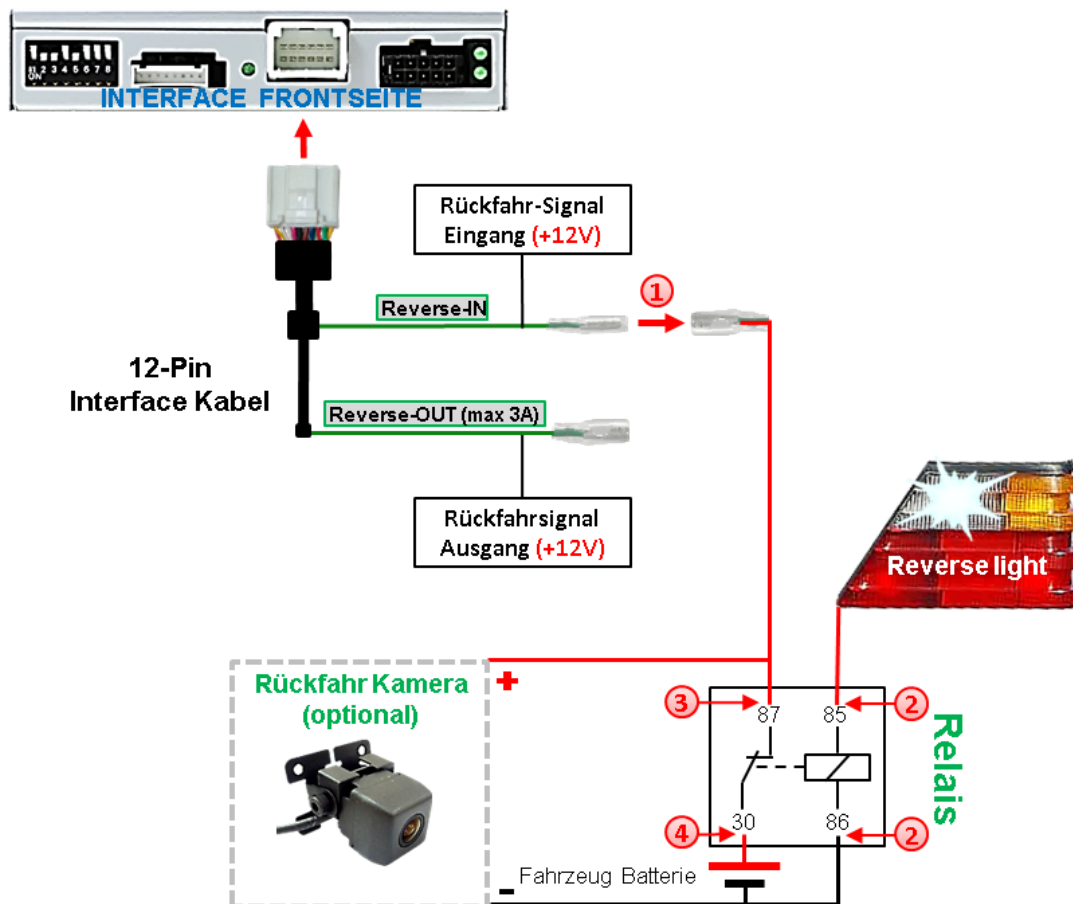 1 2 3 4 5 6 7 8
ON
INTERFACE FRONTSEITE
Rückfahr-Signal
Eingang (+12V)
1
Reverse-IN
12-Pin
Interface Kabel
Reverse-OUT (max 3A)
Rückfahrsignal
Ausgang (+12V)
Reverse light
Rückfahr Kamera
(optional)
+
3
87
85
2
Relais
4
30
86
2
- Fahrzeug Batterie